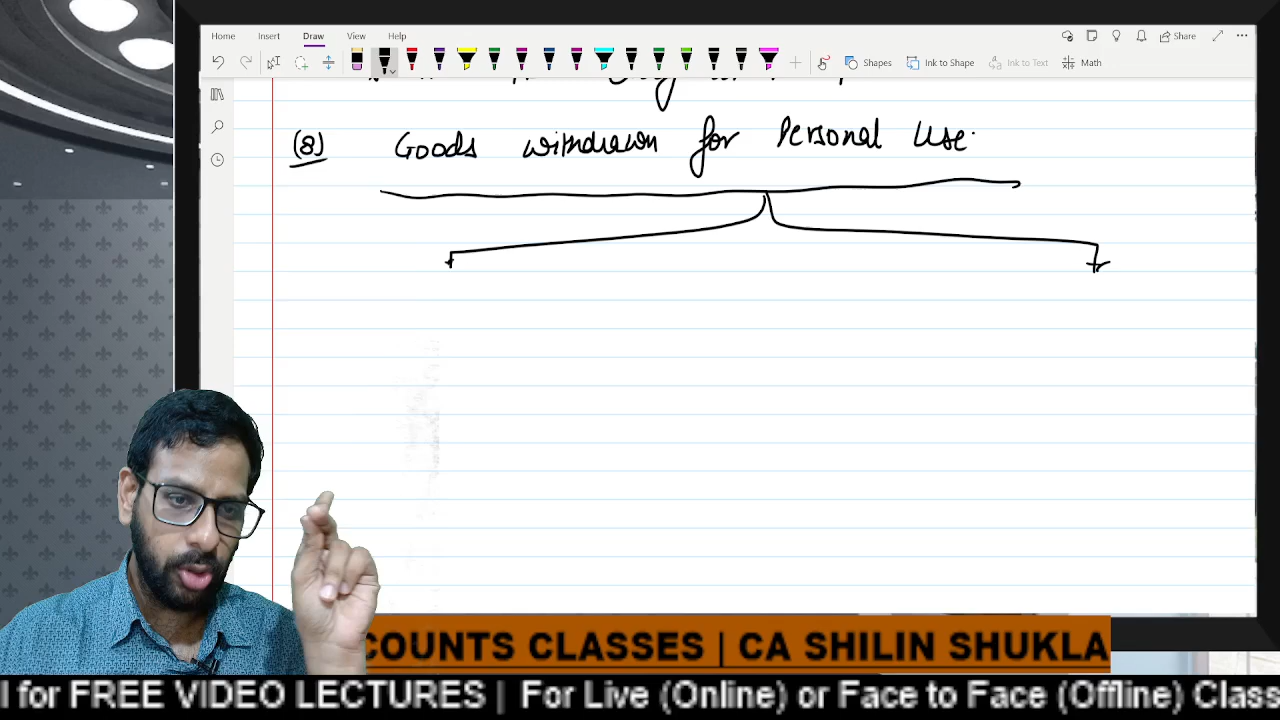 Home Insert Draw View Help Share
Shapes Ink to Shape Ink to Text Math
(8) Goods withdrawn for Personal Use.
COUNTS CLASSES | CA SHILIN SHUKLA
l for FREE VIDEO LECTURES | For Live (Online) or Face to Face (Offline) Class